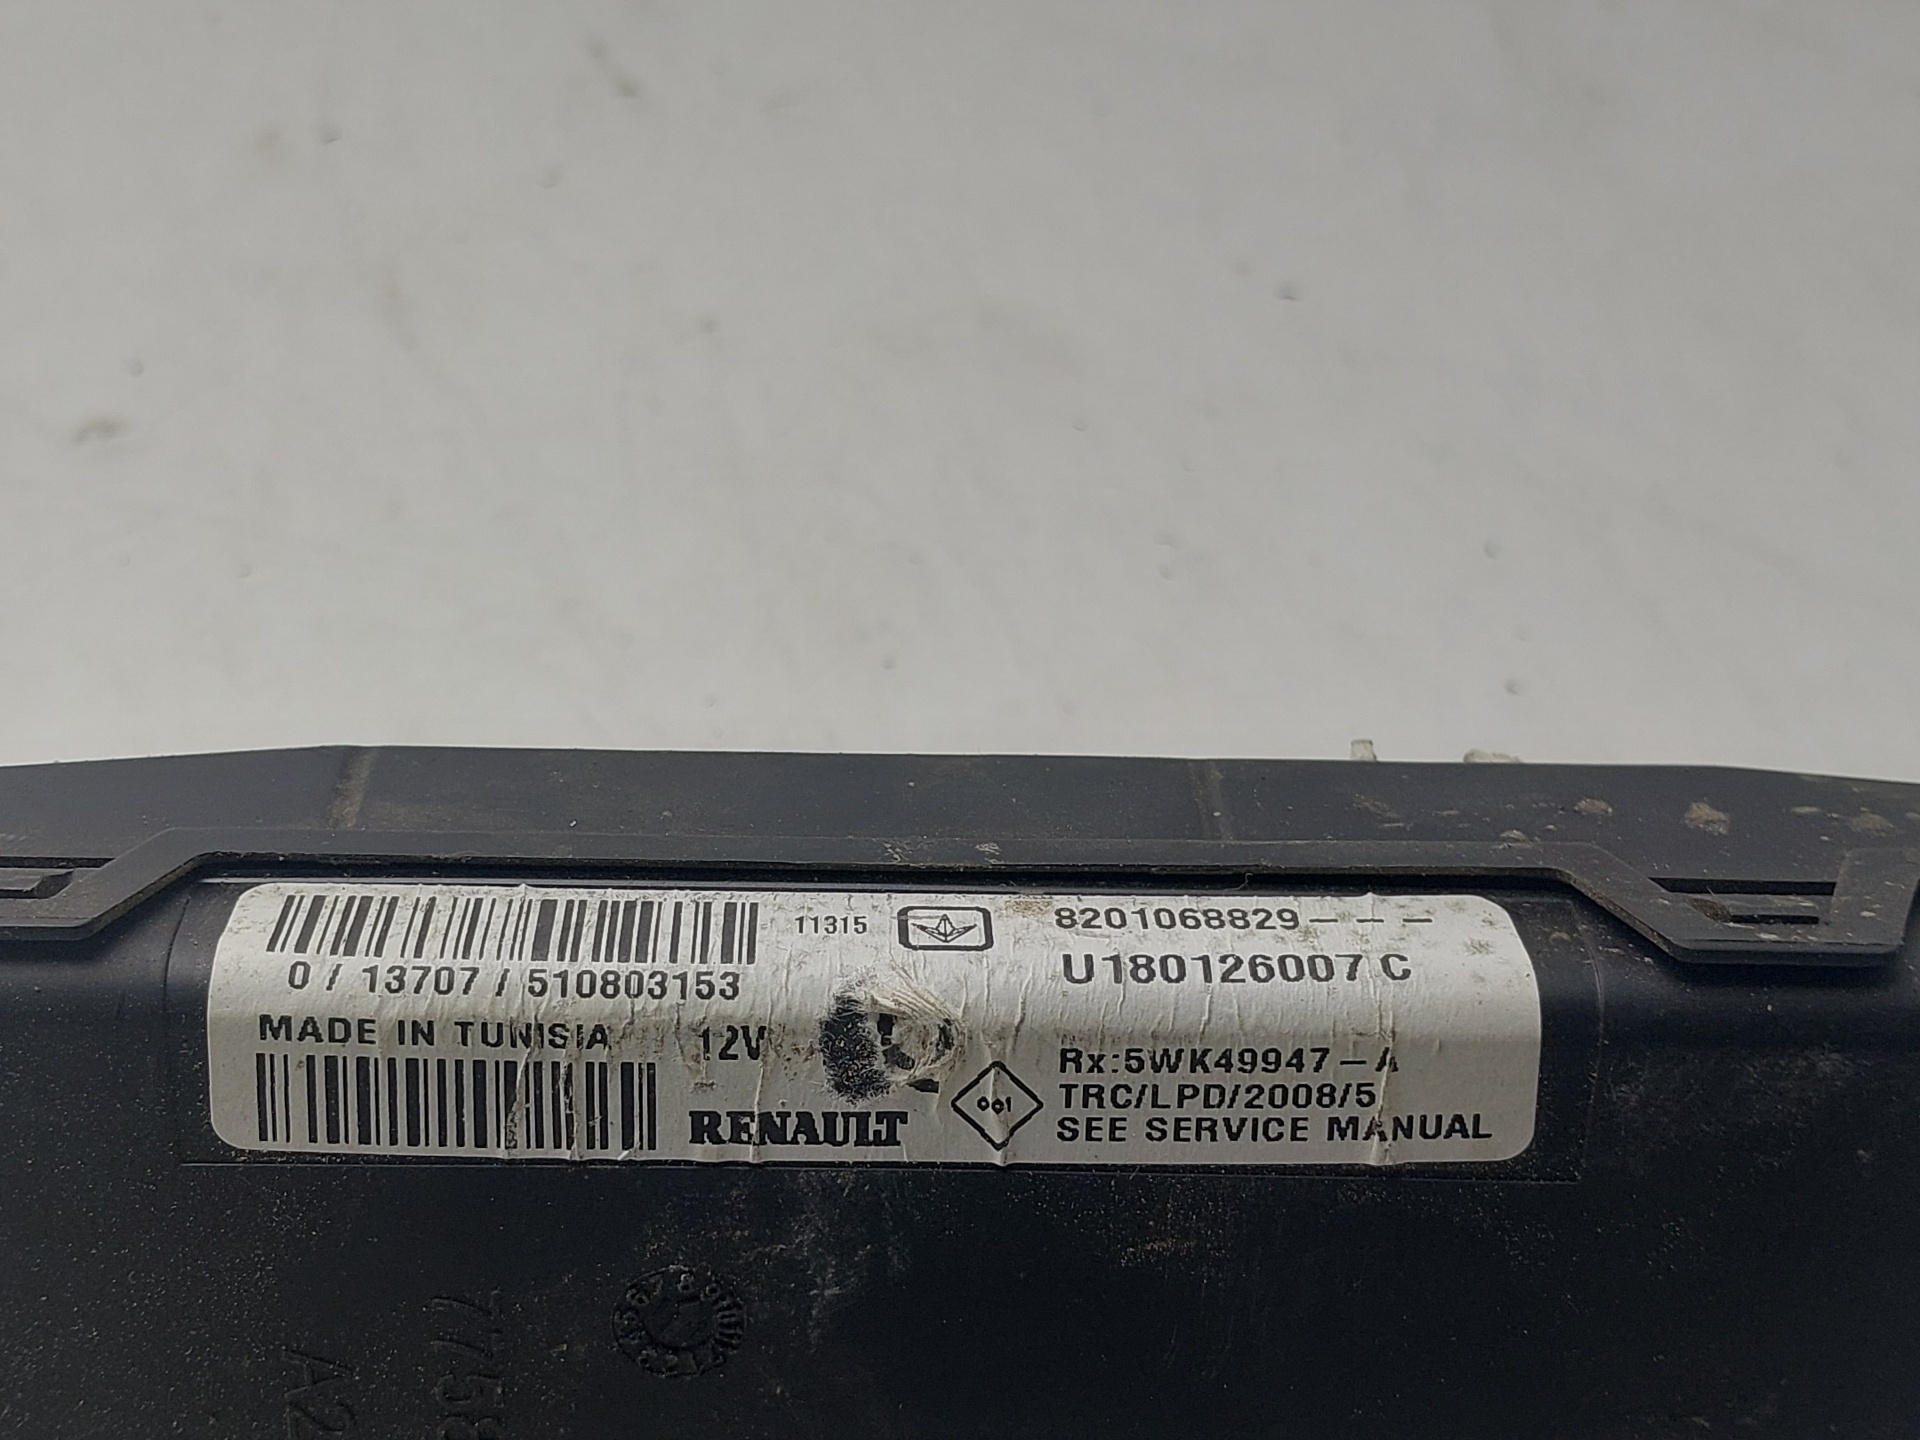 11315
8201068829---
0/13707/510803153
U180126007 C
MADE IN TUNISIA 12V
Rx:5WK49947-A
TRC/LPD/2008/5
RENAULT
SEE SERVICE MANUAL
A2